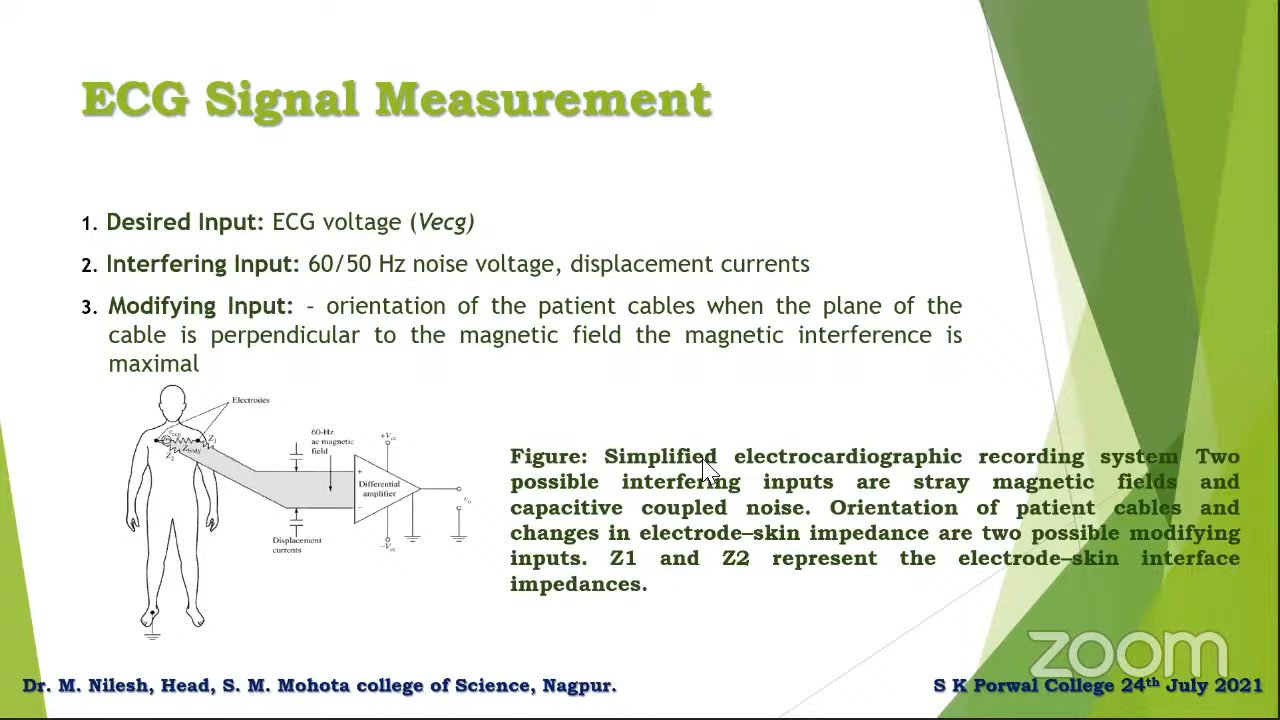 ECG Signal Measurement
1. Desired Input: ECG voltage (Vecg)
2. Interfering Input: 60/50 Hz noise voltage, displacement currents
3. Modifying Input: - orientation of the patient cables when the plane of the
cable is perpendicular to the magnetic field the magnetic interference is
maximal
Electrodes
60-Hz
ac magnetic
field
+Vcc
Z1
Zbody
Z2
+
Differential
amplifier
−
Displacement
currents
−Vcc
Figure: Simplified electrocardiographic recording system Two
possible interfering inputs are stray magnetic fields and
capacitive coupled noise. Orientation of patient cables and
changes in electrode–skin impedance are two possible modifying
inputs. Z1 and Z2 represent the electrode–skin interface
impedances.
zoom
Dr. M. Nilesh, Head, S. M. Mohota college of Science, Nagpur.
S K Porwal College 24th July 2021